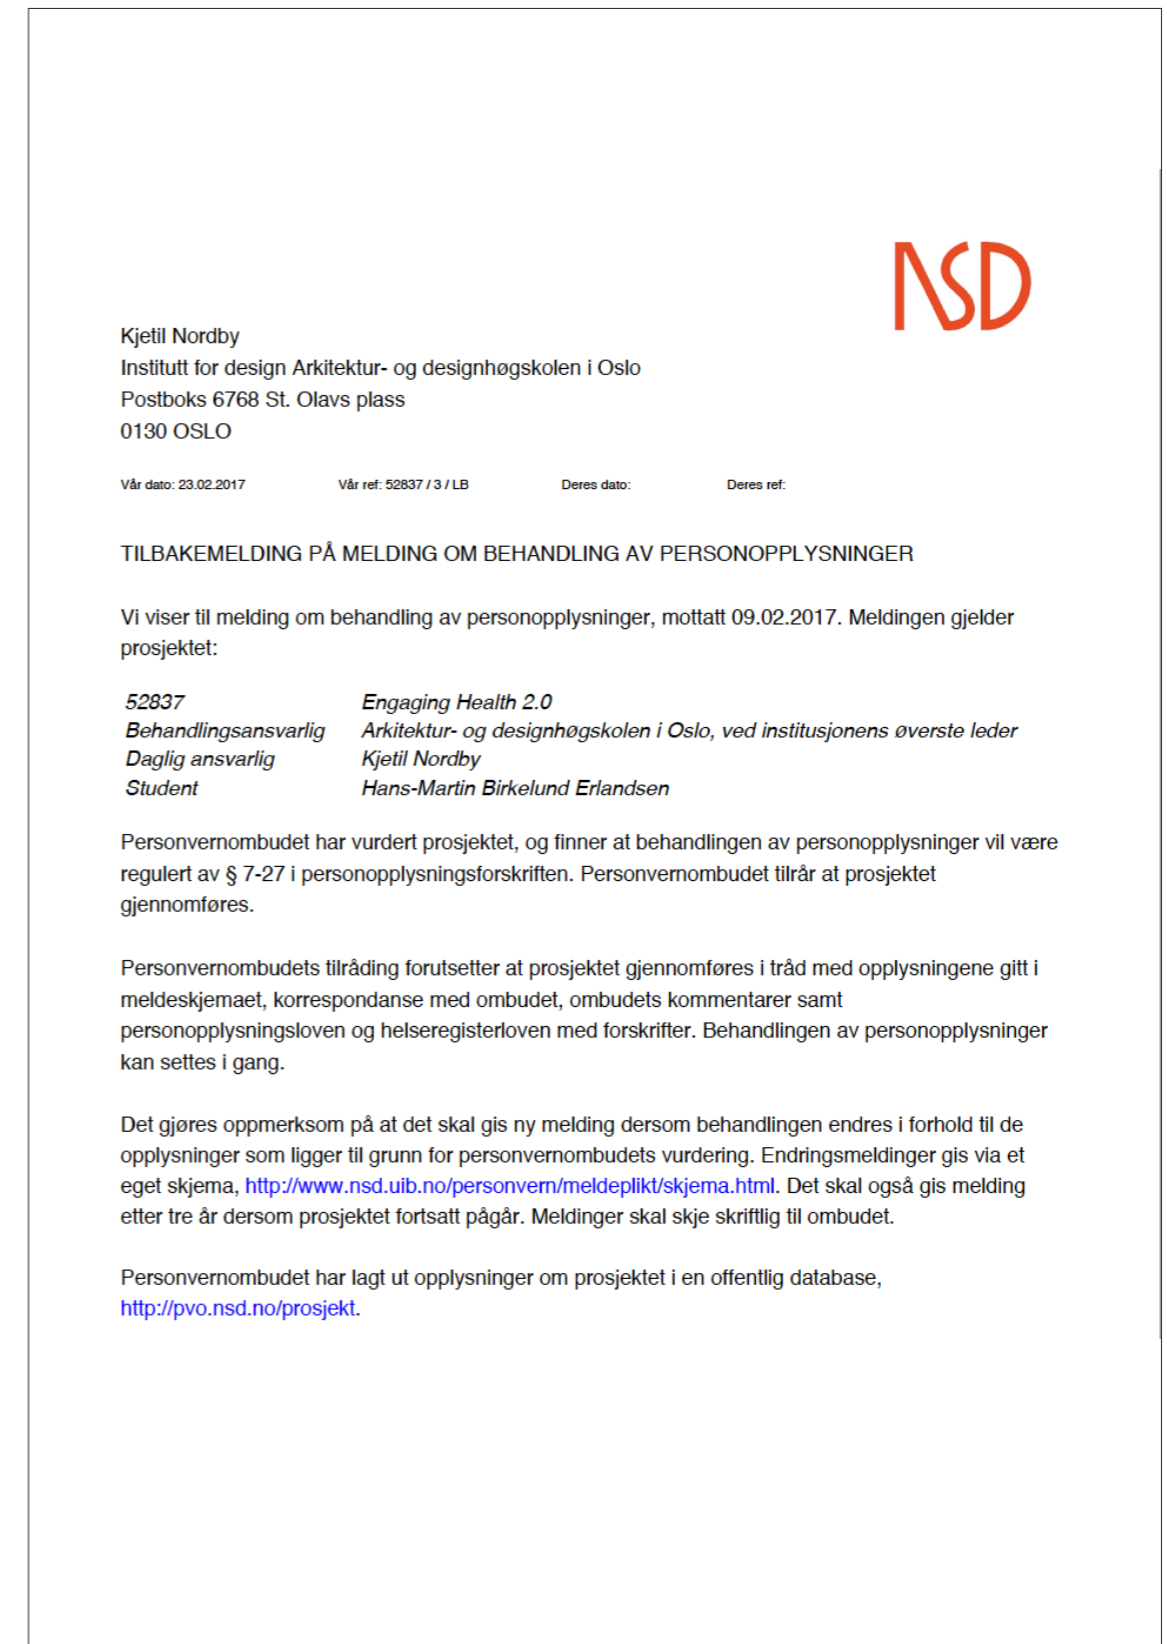 NSD
Kjetil Nordby
Institutt for design Arkitektur- og designhøgskolen i Oslo
Postboks 6768 St. Olavs plass
0130 OSLO
Vår dato: 23.02.2017 Vår ref: 52837 / 3 / LB Deres dato: Deres ref:
TILBAKEMELDING PÅ MELDING OM BEHANDLING AV PERSONOPPLYSNINGER
Vi viser til melding om behandling av personopplysninger, mottatt 09.02.2017. Meldingen gjelder
prosjektet:
52837 Engaging Health 2.0
Behandlingsansvarlig Arkitektur- og designhøgskolen i Oslo, ved institusjonens øverste leder
Daglig ansvarlig Kjetil Nordby
Student Hans-Martin Birkelund Erlandsen
Personvernombudet har vurdert prosjektet, og finner at behandlingen av personopplysninger vil være
regulert av § 7-27 i personopplysningsforskriften. Personvernombudet tilrår at prosjektet
gjennomføres.
Personvernombudets tilråding forutsetter at prosjektet gjennomføres i tråd med opplysningene gitt i
meldeskjemaet, korrespondanse med ombudet, ombudets kommentarer samt
personopplysningsloven og helseregisterloven med forskrifter. Behandlingen av personopplysninger
kan settes i gang.
Det gjøres oppmerksom på at det skal gis ny melding dersom behandlingen endres i forhold til de
opplysninger som ligger til grunn for personvernombudets vurdering. Endringsmeldinger gis via et
eget skjema, http://www.nsd.uib.no/personvern/meldeplikt/skjema.html. Det skal også gis melding
etter tre år dersom prosjektet fortsatt pågår. Meldinger skal skje skriftlig til ombudet.
Personvernombudet har lagt ut opplysninger om prosjektet i en offentlig database,
http://pvo.nsd.no/prosjekt.